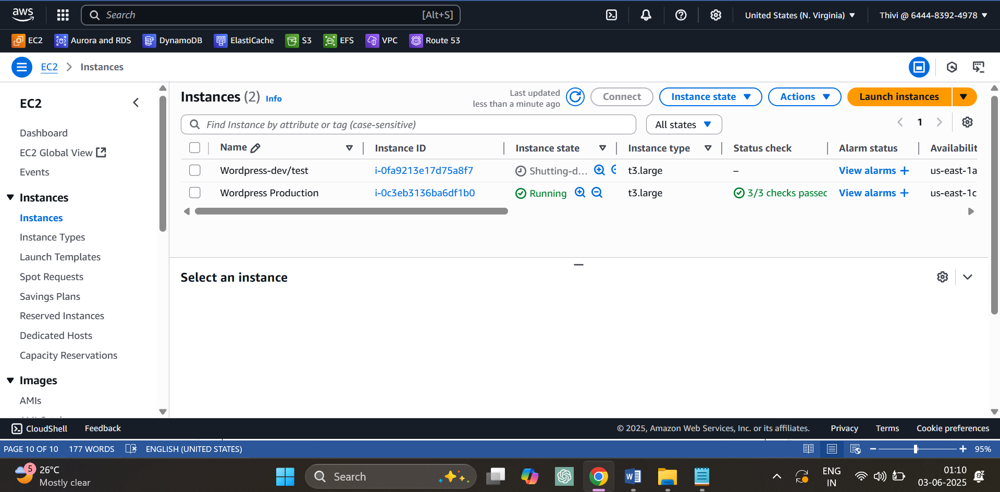 aws
Search [Alt+S]
United States (N. Virginia)
Thivi @ 6444-8392-4978
EC2 Aurora and RDS DynamoDB ElastiCache S3 EFS VPC Route 53
EC2 > Instances
EC2
Dashboard
EC2 Global View
Events
Instances
Instances
Instance Types
Launch Templates
Spot Requests
Savings Plans
Reserved Instances
Dedicated Hosts
Capacity Reservations
Images
AMIs
Instances (2) Info
Last updated
less than a minute ago
Connect Instance state Actions Launch instances
Find Instance by attribute or tag (case-sensitive)
All states
1
Name Instance ID Instance state Instance type Status check Alarm status Availabilit
Wordpress-dev/test i-0fa9213e17d75a8f7 Shutting-d... t3.large – View alarms + us-east-1a
Wordpress Production i-0c3eb3136ba6df1b0 Running t3.large 3/3 checks passec View alarms + us-east-1c
Select an instance
CloudShell Feedback
© 2025, Amazon Web Services, Inc. or its affiliates. Privacy Terms Cookie preferences
PAGE 10 OF 10 177 WORDS ENGLISH (UNITED STATES) 95%
5
26°C
Mostly clear
Search
ENG
IN
01:10
03-06-2025